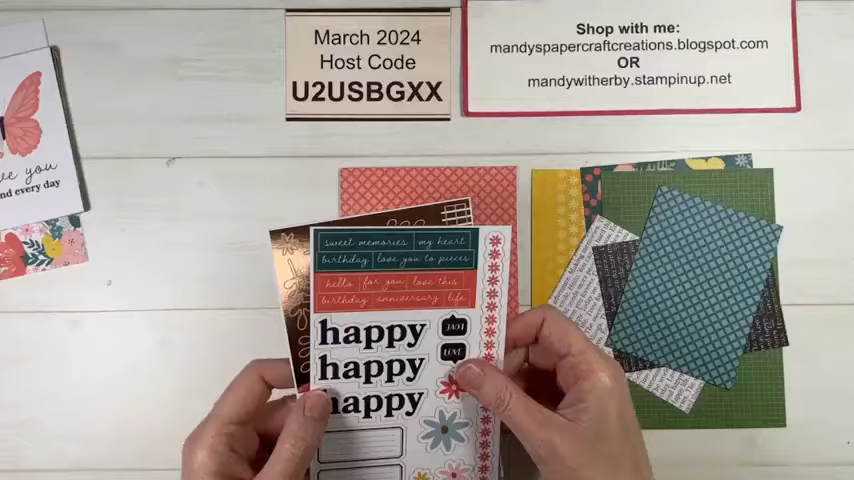 March 2024
Host Code
U2USBGXX
Shop with me:
mandyspapercraftcreations.blogspot.com
OR
mandywitherby.stampinup.net
ve you
nd every day
sweet memories my heart
birthday love you to pieces
hello for you love this
birthday anniversary life
happy
happy
happy
LOVE